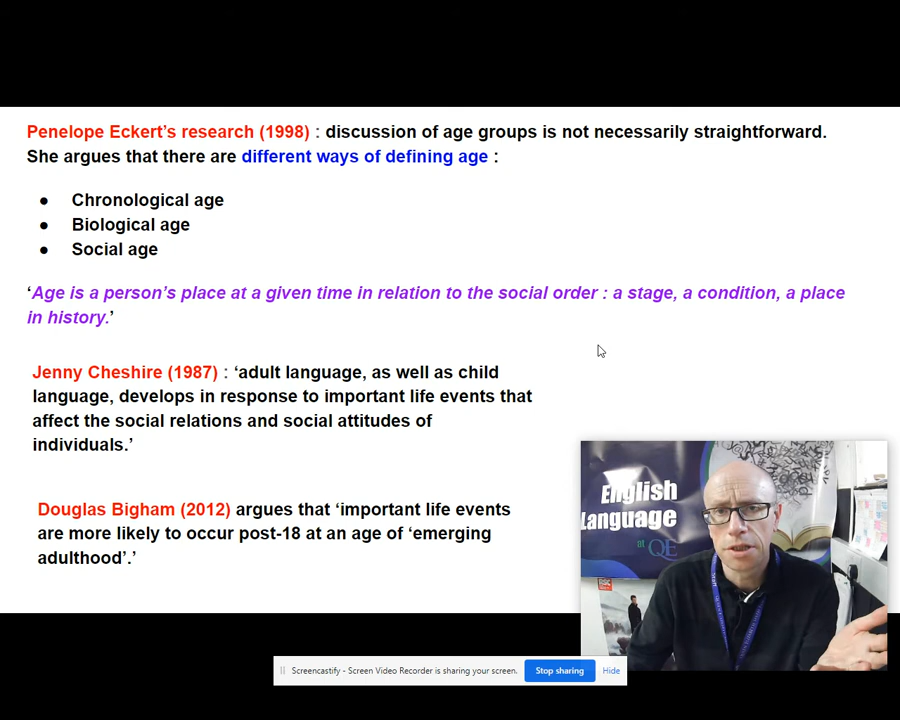 Penelope Eckert’s research (1998) : discussion of age groups is not necessarily straightforward.
She argues that there are different ways of defining age :
● Chronological age
● Biological age
● Social age
‘Age is a person’s place at a given time in relation to the social order : a stage, a condition, a place
in history.’
Jenny Cheshire (1987) : ‘adult language, as well as child
language, develops in response to important life events that
affect the social relations and social attitudes of
individuals.’
Douglas Bigham (2012) argues that ‘important life events
are more likely to occur post-18 at an age of ‘emerging
adulthood’.’
English
Language
at QE
Screencastify - Screen Video Recorder is sharing your screen.
Stop sharing
Hide